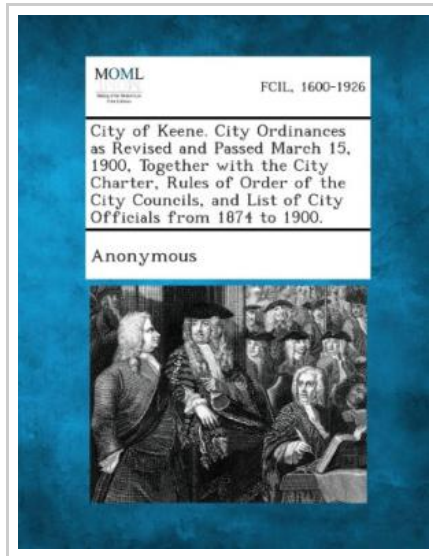 MOML
FCIL, 1600-1926
City of Keene. City Ordinances
as Revised and Passed March 15,
1900, Together with the City
Charter, Rules of Order of the
City Councils, and List of City
Officials from 1874 to 1900.
Anonymous